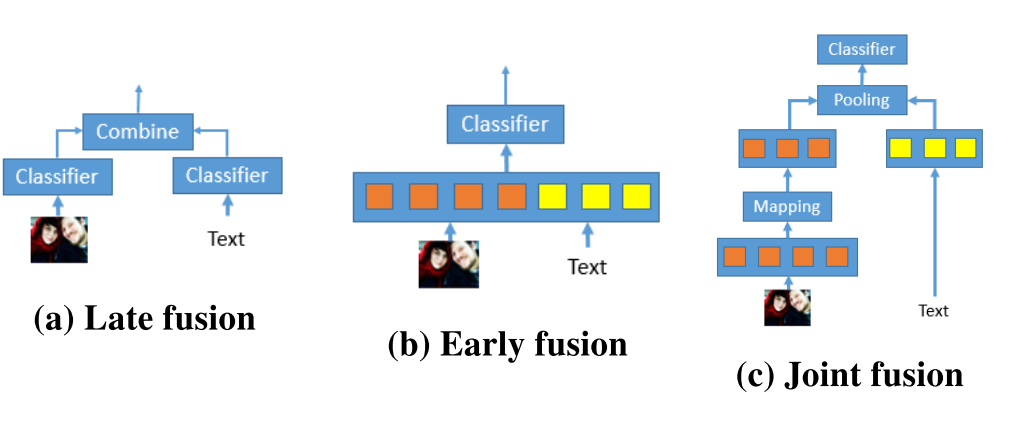 Combine
Classifier
Classifier
Text
(a) Late fusion
Classifier
Text
(b) Early fusion
Classifier
Pooling
Mapping
Text
(c) Joint fusion